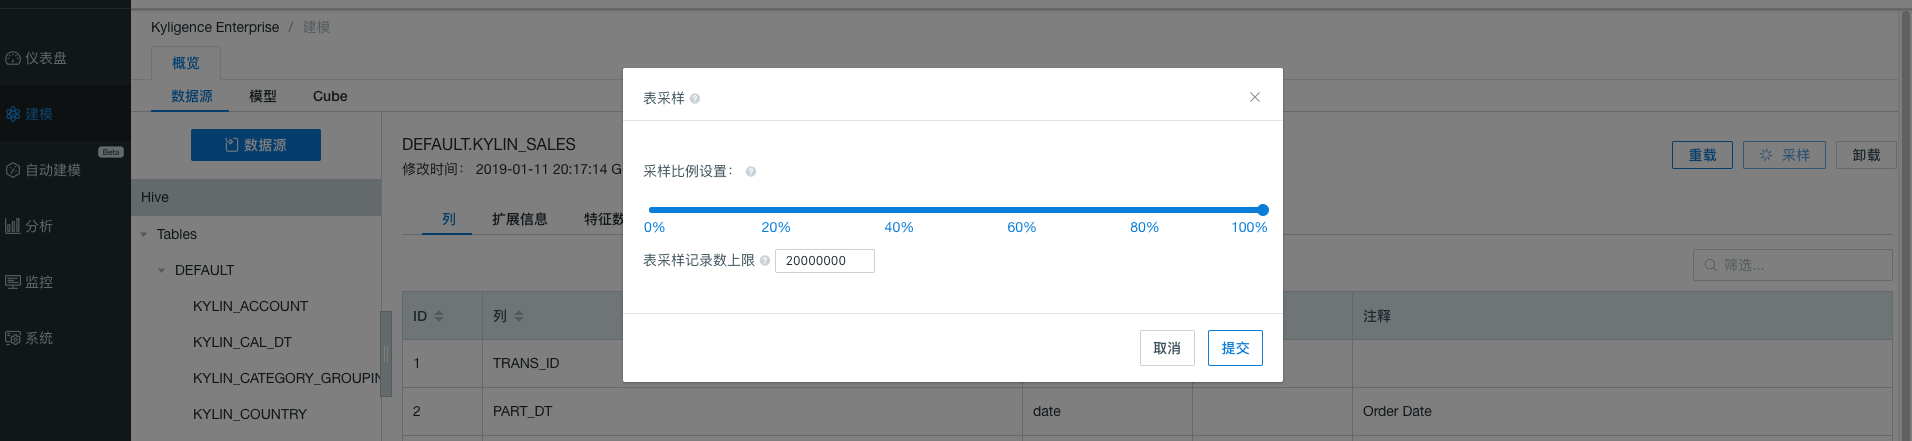 Kyligence Enterprise / 建模
仪表盘
建模
Beta
自动建模
分析
监控
系统
概览
数据源 模型 Cube
数据源
Hive
Tables
DEFAULT
KYLIN_ACCOUNT
KYLIN_CAL_DT
KYLIN_CATEGORY_GROUPIN
KYLIN_COUNTRY
DEFAULT.KYLIN_SALES
修改时间： 2019-01-11 20:17:14 G
重载 采样 卸载
列 扩展信息 特征数
筛选...
ID 列 注释
1 TRANS_ID
2 PART_DT date Order Date
表采样 ?
采样比例设置： ?
0% 20% 40% 60% 80% 100%
表采样记录数上限 ? 20000000
取消 提交